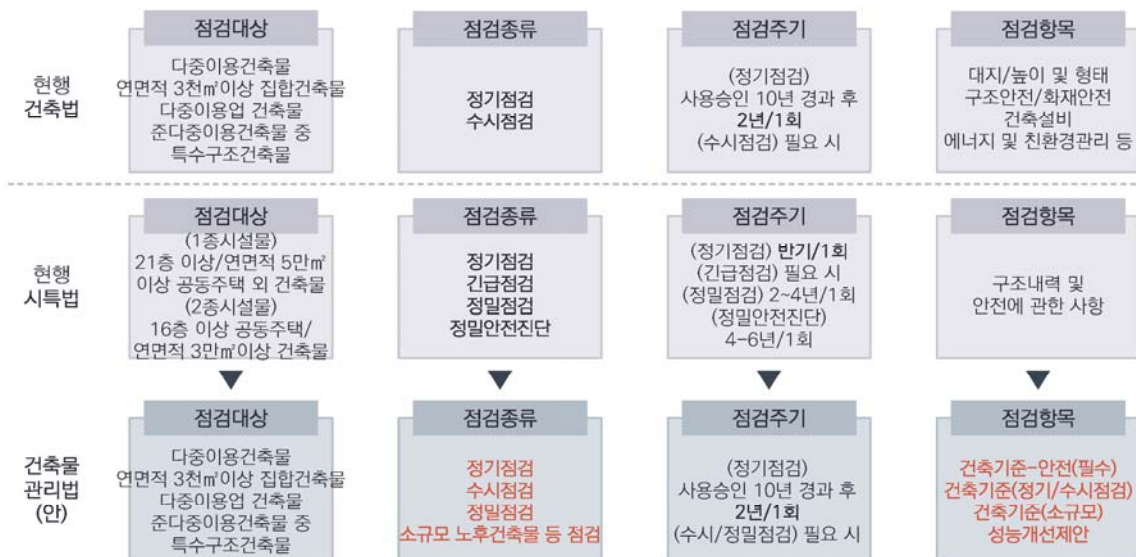 현행
건축법
점검대상
다중이용건축물
연면적 3천㎡이상 집합건축물
다중이용업 건축물
준다중이용건축물 중
특수구조건축물
점검종류
정기점검
수시점검
점검주기
(정기점검)
사용승인 10년 경과 후
2년/1회
(수시점검) 필요 시
점검항목
대지/높이 및 형태
구조안전/화재안전
건축설비
에너지 및 친환경관리 등
현행
시특법
점검대상
(1종시설물)
21층 이상/연면적 5만㎡
이상 공동주택 외 건축물
(2종시설물)
16층 이상 공동주택/
연면적 3만㎡이상 건축물
점검종류
정기점검
긴급점검
정밀점검
정밀안전진단
점검주기
(정기점검) 반기/1회
(긴급점검) 필요 시
(정밀점검) 2~4년/1회
(정밀안전진단)
4-6년/1회
점검항목
구조내력 및
안전에 관한 사항
건축물
관리법
(안)
점검대상
다중이용건축물
연면적 3천㎡이상 집합건축물
다중이용업 건축물
준다중이용건축물 중
특수구조건축물
점검종류
정기점검
수시점검
정밀점검
소규모 노후건축물 등 점검
점검주기
(정기점검)
사용승인 10년 경과 후
2년/1회
(수시/정밀점검) 필요 시
점검항목
건축기준-안전(필수)
건축기준(정기/수시점검)
건축기준(소규모)
성능개선제안